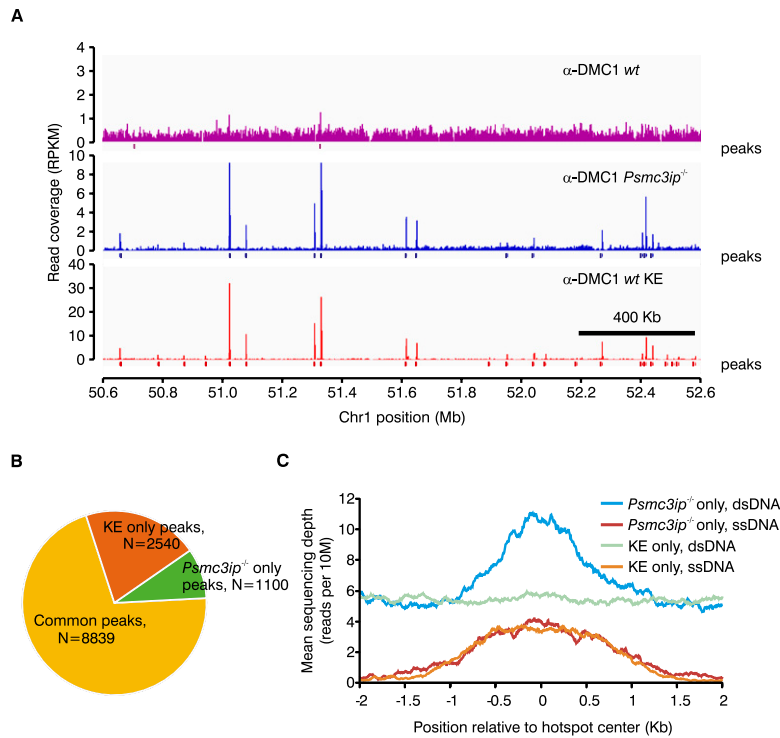 A
Read coverage (RPKM)
4
3
2
1
0
α-DMC1 wt
peaks
10
8
6
4
2
0
α-DMC1 Psmc3ip-/-
peaks
40
30
20
10
0
α-DMC1 wt KE
400 Kb
peaks
50.6 50.8 51.0 51.2 51.4 51.6 51.8 52.0 52.2 52.4 52.6
Chr1 position (Mb)
B
KE only peaks,
N=2540
Psmc3ip-/- only
peaks, N=1100
Common peaks,
N=8839
C
Mean sequencing depth
(reads per 10M)
12
10
8
6
4
2
0
Psmc3ip-/- only, dsDNA
Psmc3ip-/- only, ssDNA
KE only, dsDNA
KE only, ssDNA
-2 -1.5 -1 -0.5 0 0.5 1 1.5 2
Position relative to hotspot center (Kb)